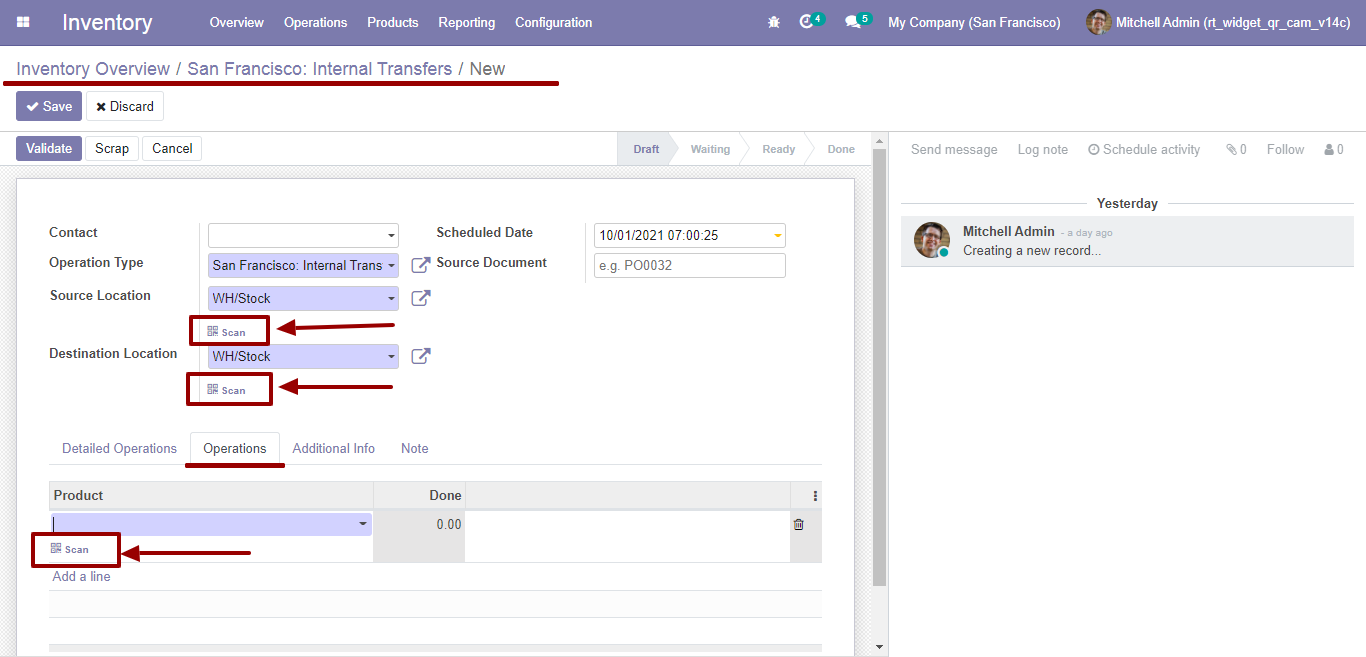 Inventory Overview Operations Products Reporting Configuration 4 5 My Company (San Francisco) Mitchell Admin (rt_widget_qr_cam_v14c)
Inventory Overview / San Francisco: Internal Transfers / New
Save Discard
Validate Scrap Cancel Draft Waiting Ready Done
Send message Log note Schedule activity 0 Follow 0
Yesterday
Mitchell Admin - a day ago
Creating a new record...
Contact Scheduled Date 10/01/2021 07:00:25
Operation Type San Francisco: Internal Trans Source Document e.g. PO0032
Source Location WH/Stock
Scan
Destination Location WH/Stock
Scan
Detailed Operations Operations Additional Info Note
Product Done
0.00
Scan
Add a line